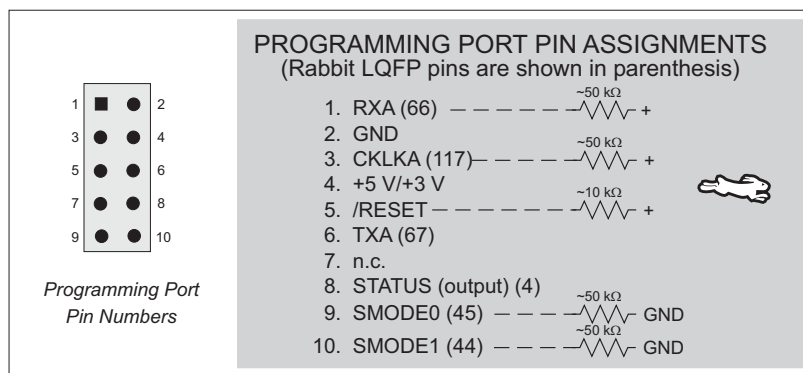 PROGRAMMING PORT PIN ASSIGNMENTS
(Rabbit LQFP pins are shown in parenthesis)
1 2
3 4
5 6
7 8
9 10
Programming Port
Pin Numbers
1. RXA (66) ~50 kΩ +
2. GND
3. CKLKA (117) ~50 kΩ +
4. +5 V/+3 V
5. /RESET ~10 kΩ +
6. TXA (67)
7. n.c.
8. STATUS (output) (4)
9. SMODE0 (45) ~50 kΩ GND
10. SMODE1 (44) ~50 kΩ GND